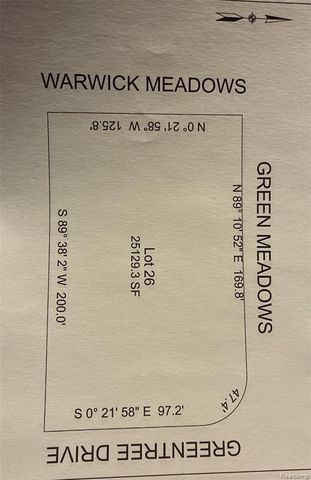 WARWICK MEADOWS
N 0° 21' 58" W 125.8'
GREEN MEADOWS
N 89° 10' 52" E 169.8'
S 89° 38' 2" W 200.0'
Lot 26
25129.3 SF
47.4'
S 0° 21' 58" E 97.2'
GREENTREE DRIVE